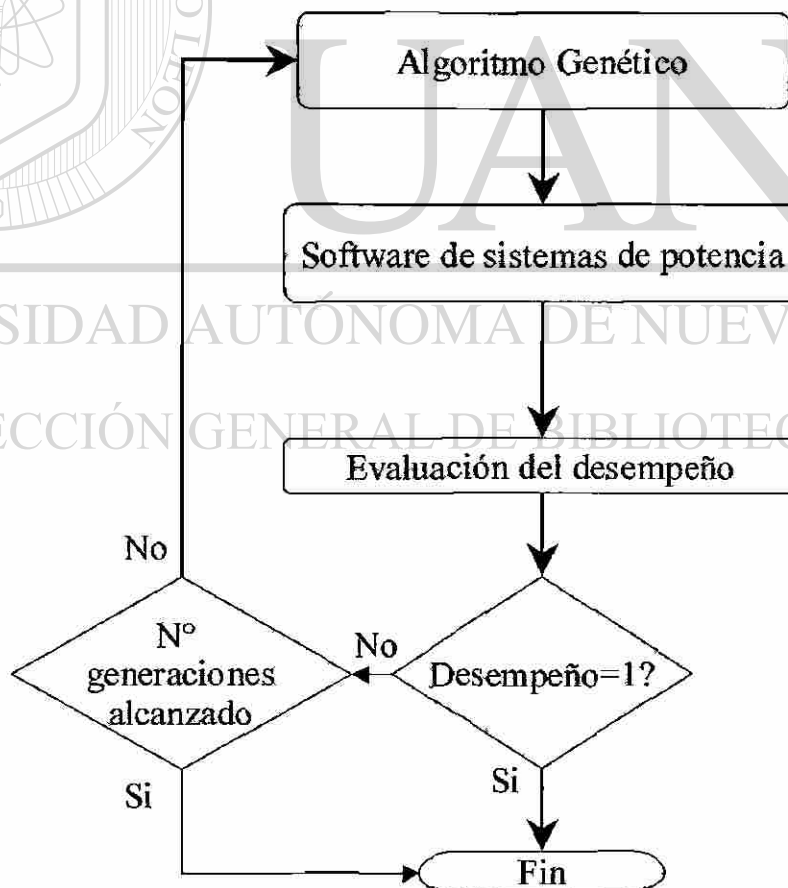 Algoritmo Genético
Software de sistemas de potencia
Evaluación del desempeño
No
N°
generaciones
alcanzado
No
Desempeño=1?
Si
Si
Fin
UAN
SIDAD AUTÓNOMA DE NUEV
ECCIÓN GENERAL DE BIBLIOTEC